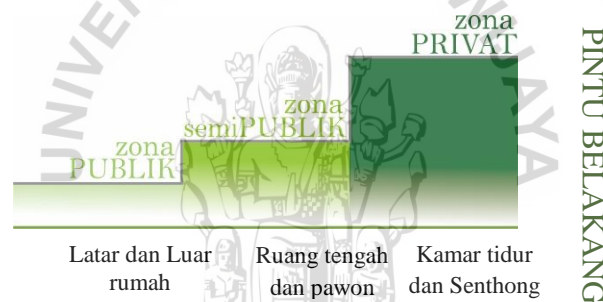 zona
PRIVAT
zona
semiPUBLIK
zona
PUBLIK
Latar dan Luar
rumah
Ruang tengah
dan pawon
Kamar tidur
dan Senthong
PINTU BELAKANG